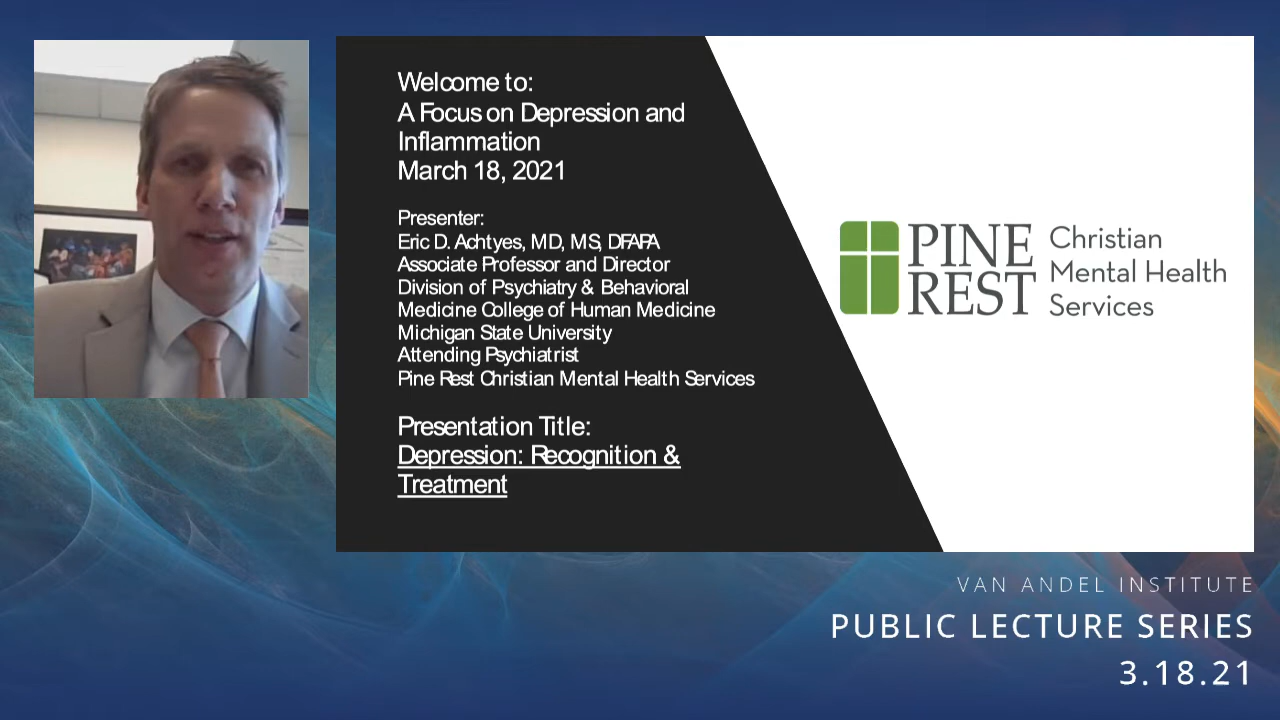 Welcome to:
A Focus on Depression and
Inflammation
March 18, 2021
Presenter:
Eric D. Achtyes, MD, MS, DFAPA
Associate Professor and Director
Division of Psychiatry & Behavioral
Medicine College of Human Medicine
Michigan State University
Attending Psychiatrist
Pine Rest Christian Mental Health Services
Presentation Title:
Depression: Recognition &
Treatment
PINE
REST
Christian
Mental Health
Services
VAN ANDEL INSTITUTE
PUBLIC LECTURE SERIES
3.18.21